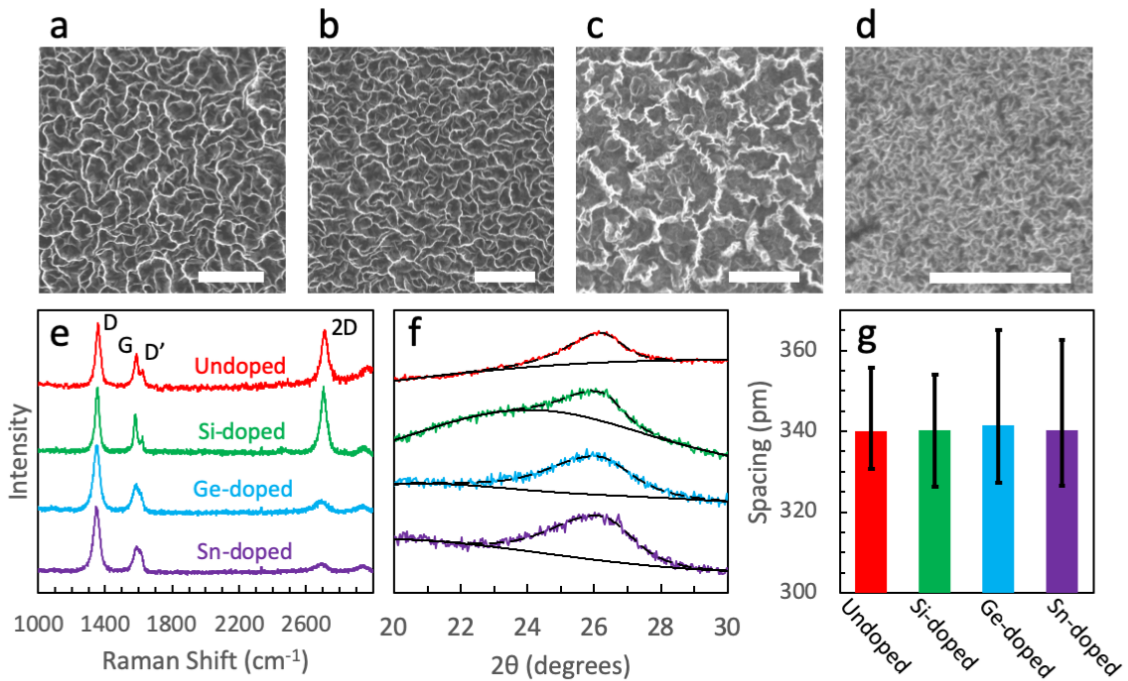 a
b
c
d
e
D
G
D’
2D
Undoped
Si-doped
Ge-doped
Sn-doped
Intensity
1000 1400 1800 2200 2600
Raman Shift (cm-1)
f
20 22 24 26 28 30
2θ (degrees)
g
Spacing (pm)
360
340
320
300
Undoped
Si-doped
Ge-doped
Sn-doped